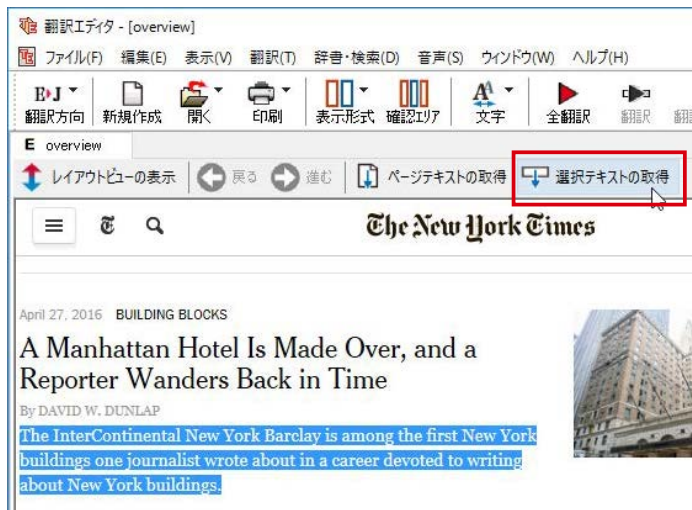 翻訳エディタ - [overview]
ファイル(F) 編集(E) 表示(V) 翻訳(T) 辞書・検索(D) 音声(S) ウィンドウ(W) ヘルプ(H)
E▸J
翻訳方向 新規作成 開く 印刷 表示形式 確認エリア 文字 全翻訳 翻訳
E overview
レイアウトビューの表示 戻る 進む ページテキストの取得 選択テキストの取得
The New York Times
April 27, 2016 BUILDING BLOCKS
A Manhattan Hotel Is Made Over, and a
Reporter Wanders Back in Time
By DAVID W. DUNLAP
The InterContinental New York Barclay is among the first New York
buildings one journalist wrote about in a career devoted to writing
about New York buildings.